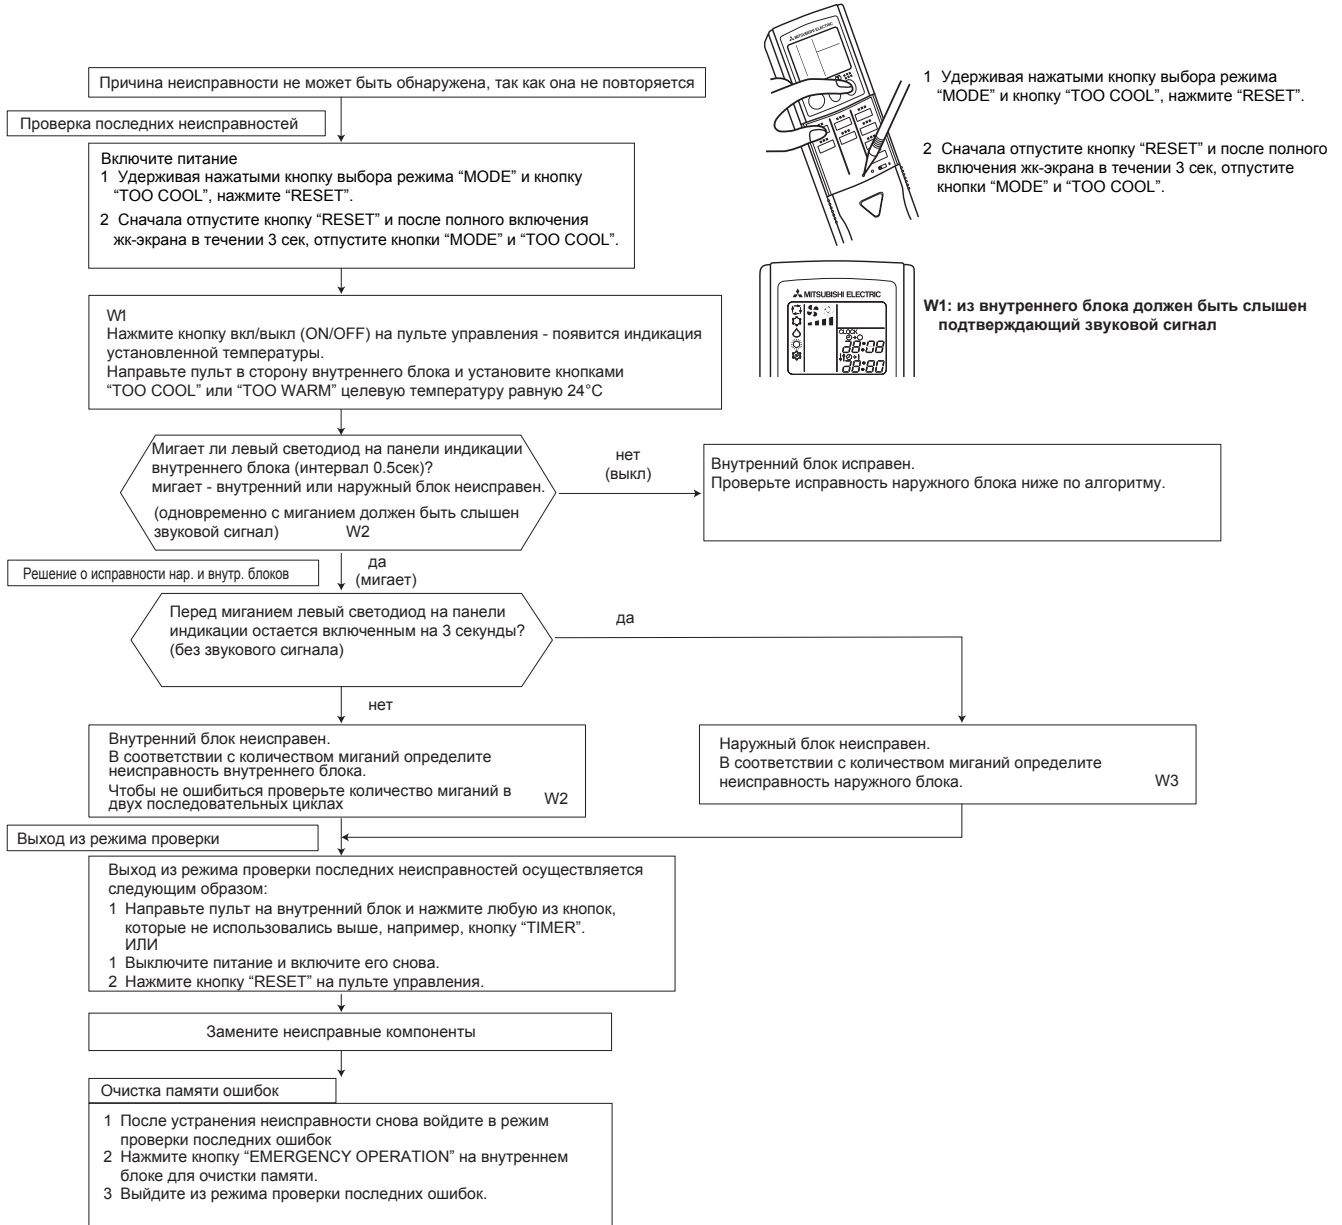 Причина неисправности не может быть обнаружена, так как она не повторяется
Проверка последних неисправностей
Включите питание
1 Удерживая нажатыми кнопку выбора режима “MODE” и кнопку
“TOO COOL”, нажмите “RESET”.
2 Сначала отпустите кнопку “RESET” и после полного включения
жк-экрана в течении 3 сек, отпустите кнопки “MODE” и “TOO COOL”.
MITSUBISHI ELECTRIC
1 Удерживая нажатыми кнопку выбора режима
“MODE” и кнопку “TOO COOL”, нажмите “RESET”.
2 Сначала отпустите кнопку “RESET” и после полного
включения жк-экрана в течении 3 сек, отпустите
кнопки “MODE” и “TOO COOL”.
MITSUBISHI ELECTRIC
CLOCK
W1: из внутреннего блока должен быть слышен
подтверждающий звуковой сигнал
W1
Нажмите кнопку вкл/выкл (ON/OFF) на пульте управления - появится индикация
установленной температуры.
Направьте пульт в сторону внутреннего блока и установите кнопками
“TOO COOL” или “TOO WARM” целевую температуру равную 24°C
Мигает ли левый светодиод на панели индикации
внутреннего блока (интервал 0.5сек)?
мигает - внутренний или наружный блок неисправен.
(одновременно с миганием должен быть слышен
звуковой сигнал) W2
нет
(выкл)
Внутренний блок исправен.
Проверьте исправность наружного блока ниже по алгоритму.
да
(мигает)
Решение о исправности нар. и внутр. блоков
Перед миганием левый светодиод на панели
индикации остается включенным на 3 секунды?
(без звукового сигнала)
да
нет
Внутренний блок неисправен.
В соответствии с количеством миганий определите
неисправность внутреннего блока.
Чтобы не ошибиться проверьте количество миганий в
двух последовательных циклах W2
Наружный блок неисправен.
В соответствии с количеством миганий определите
неисправность наружного блока. W3
Выход из режима проверки
Выход из режима проверки последних неисправностей осуществляется
следующим образом:
1 Направьте пульт на внутренний блок и нажмите любую из кнопок,
которые не использовались выше, например, кнопку “TIMER”.
ИЛИ
1 Выключите питание и включите его снова.
2 Нажмите кнопку “RESET” на пульте управления.
Замените неисправные компоненты
Очистка памяти ошибок
1 После устранения неисправности снова войдите в режим
проверки последних ошибок
2 Нажмите кнопку “EMERGENCY OPERATION” на внутреннем
блоке для очистки памяти.
3 Выйдите из режима проверки последних ошибок.